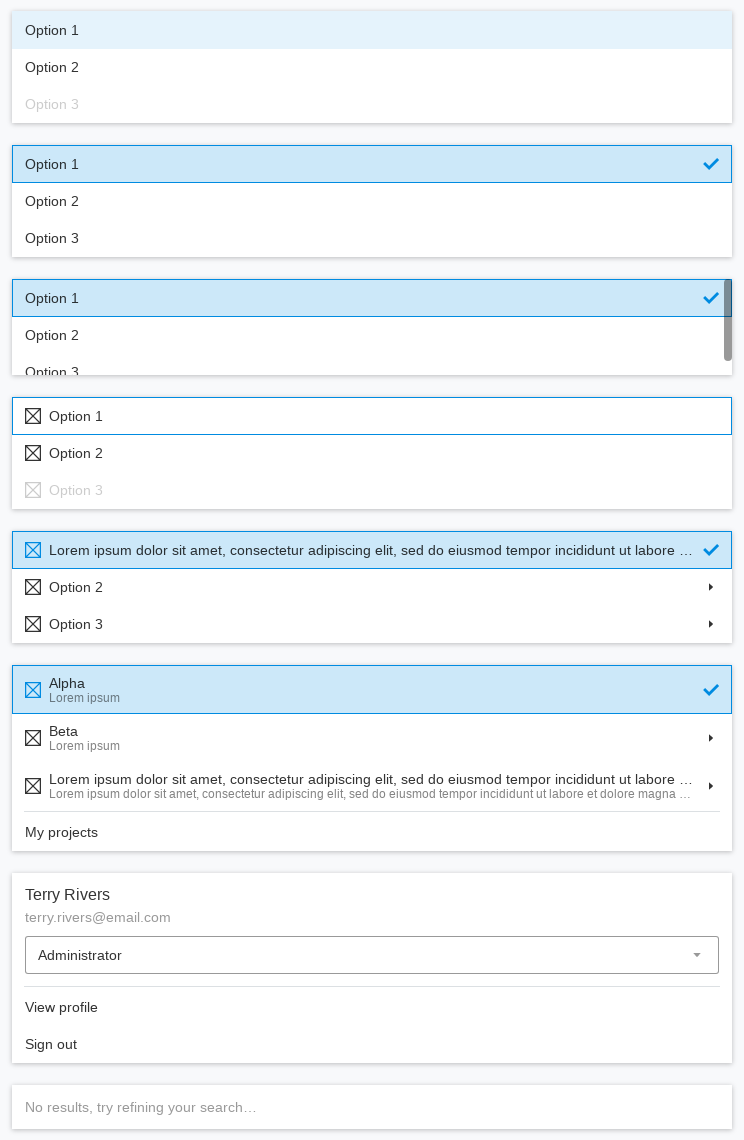 Option 1
Option 2
Option 3
Option 1
Option 2
Option 3
Option 1
Option 2
Option 3
Option 1
Option 2
Option 3
Lorem ipsum dolor sit amet, consectetur adipiscing elit, sed do eiusmod tempor incididunt ut labore …
Option 2
Option 3
Alpha
Lorem ipsum
Beta
Lorem ipsum
Lorem ipsum dolor sit amet, consectetur adipiscing elit, sed do eiusmod tempor incididunt ut labore …
Lorem ipsum dolor sit amet, consectetur adipiscing elit, sed do eiusmod tempor incididunt ut labore et dolore magna …
My projects
Terry Rivers
terry.rivers@email.com
Administrator
View profile
Sign out
No results, try refining your search…